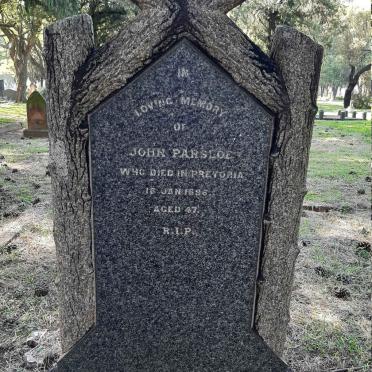 IN
LOVING MEMORY
OF
JOHN PARSLOE
WHO DIED IN PRETORIA
18 JAN 1896.
AGED 47.
R.I.P.